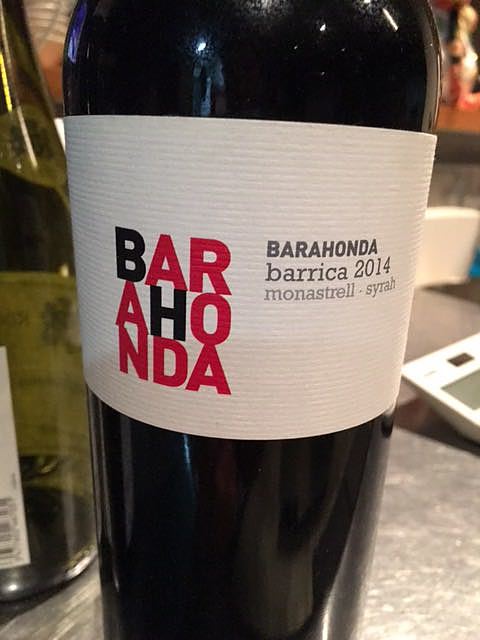 BAR
AHO
NDA
BARAHONDA
barrica 2014
monastrell · syrah